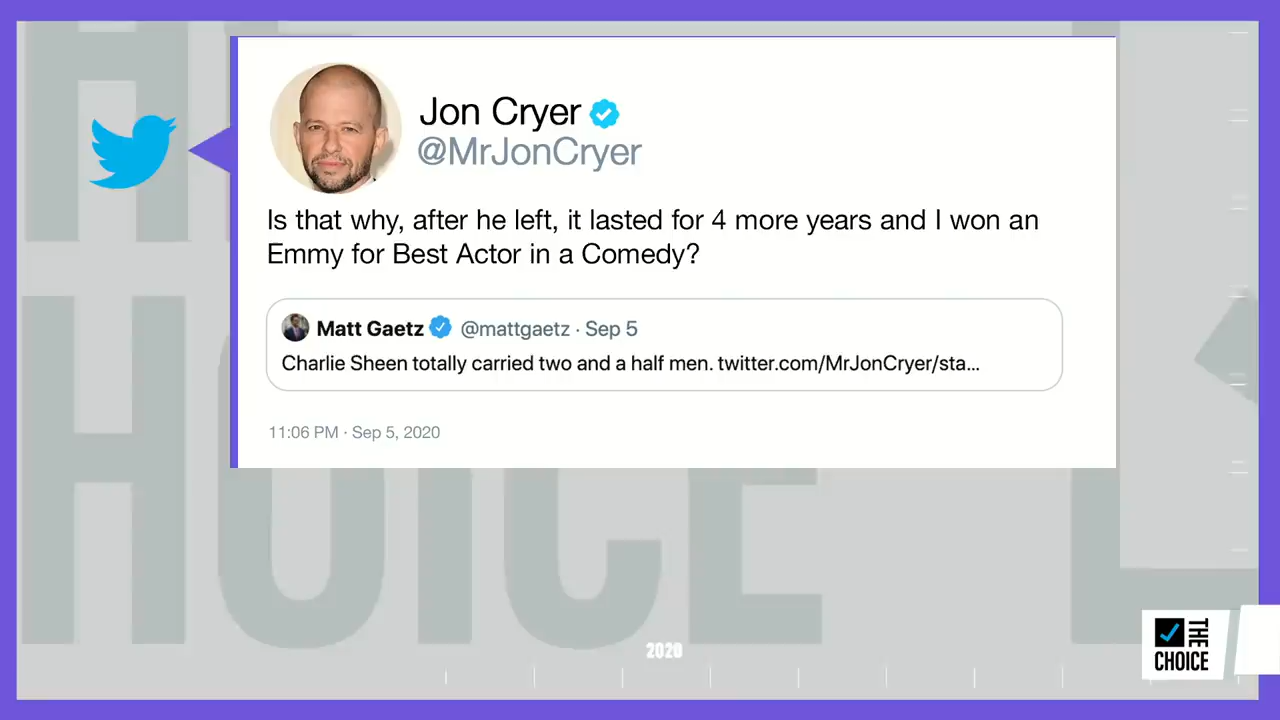 Jon Cryer
@MrJonCryer
Is that why, after he left, it lasted for 4 more years and I won an
Emmy for Best Actor in a Comedy?
Matt Gaetz @mattgaetz · Sep 5
Charlie Sheen totally carried two and a half men. twitter.com/MrJonCryer/sta...
11:06 PM · Sep 5, 2020
HOICE
2020
THE
CHOICE